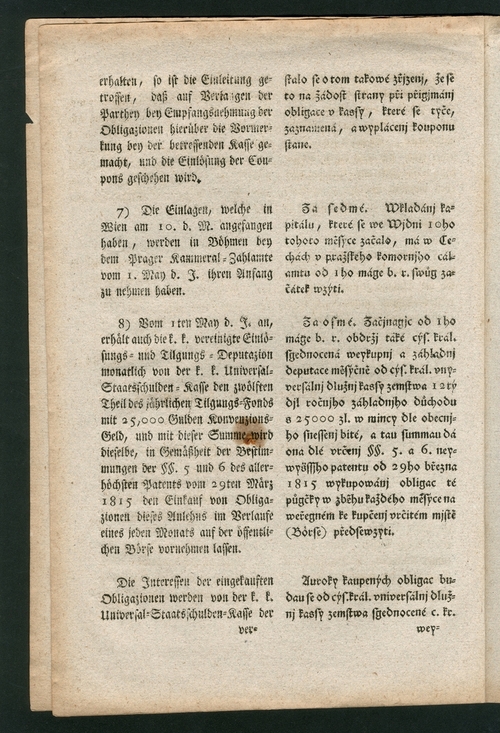 erhalten, so ist die Einleitung ge-
troffen, daß auf Verlangen der
Parthey bey Empfangsnehmung der
Obligazionen hierüber die Vormer-
kung bey der betreffenden Kasse ge-
macht, und die Einlösung der Cou-
pons geschehen wird.
7) Die Einlagen, welche in
Wien am 10. d. M. angefangen
haben, werden in Böhmen bey
dem Prager Kammeral-Zahlamte
vom 1. May d. J. ihren Anfang
zu nehmen haben.
8) Vom 1ten May d. J. an,
erhält auch die k. k. vereinigte Einlö-
sungs- und Tilgungs-Deputazion
monatlich von der k. k. Universal-
Staatsschulden-Kasse den zwölften
Theil des jährlichen Tilgungs-Fonds
mit 25,000 Gulden Konvenzions-
Geld, und mit dieser Summe wird
dieselbe, in Gemäßheit der Bestim-
mungen der §§. 5 und 6 des aller-
höchsten Patents vom 29ten März
1815 den Einkauf von Obliga-
zionen dieses Anlehns im Verlaufe
eines jeden Monats auf der öffentli-
chen Börse vornehmen lassen.
Die Interessen der eingekauften
Obligazionen werden von der k. k.
Universal-Staatsschulden-Kasse der
ver-
stalo se o tom takowé zřjzenj, že se
to na žádost strany při přigjmánj
obligace v kassy, které se tyče,
zaznamená, a wyplácenj kouponu
stane.
Za sedmé. Wkladánj ka-
pitálu, které se we Wjdni 10ho
tohoto měsýce začalo, má w Če-
chách v pražského komornjho cál-
amtu od 1ho máge b. r. swůg za-
čátek wzýti.
Za osmé. Začjnagjc od 1ho
máge b. r. obdržj také cýs. král.
sgednocená weykupnj a záhladnj
deputace měsýčně od cýs. král. vny-
versálnj dlužnj kassy zemstwa 12tý
djl ročnjho záhladnjho důchodu
s 25000 zl. w mincy dle obecnj-
ho snessenj bité, a tau summau dá
ona dlé vrčenj §§. 5. a 6. ney-
wyššjho patentu od 29ho března
1815 wykupowánj obligac té
půgčky w zběhu každého měsýce na
weřegném ke kupčenj vrčitém mjstě
(Börse) předsewzýti.
Auroky kaupených obligac bu-
dau se od cýs. král. vniversálnj dluž-
nj kassy zemstwa sgednocené c. kr.
wey-